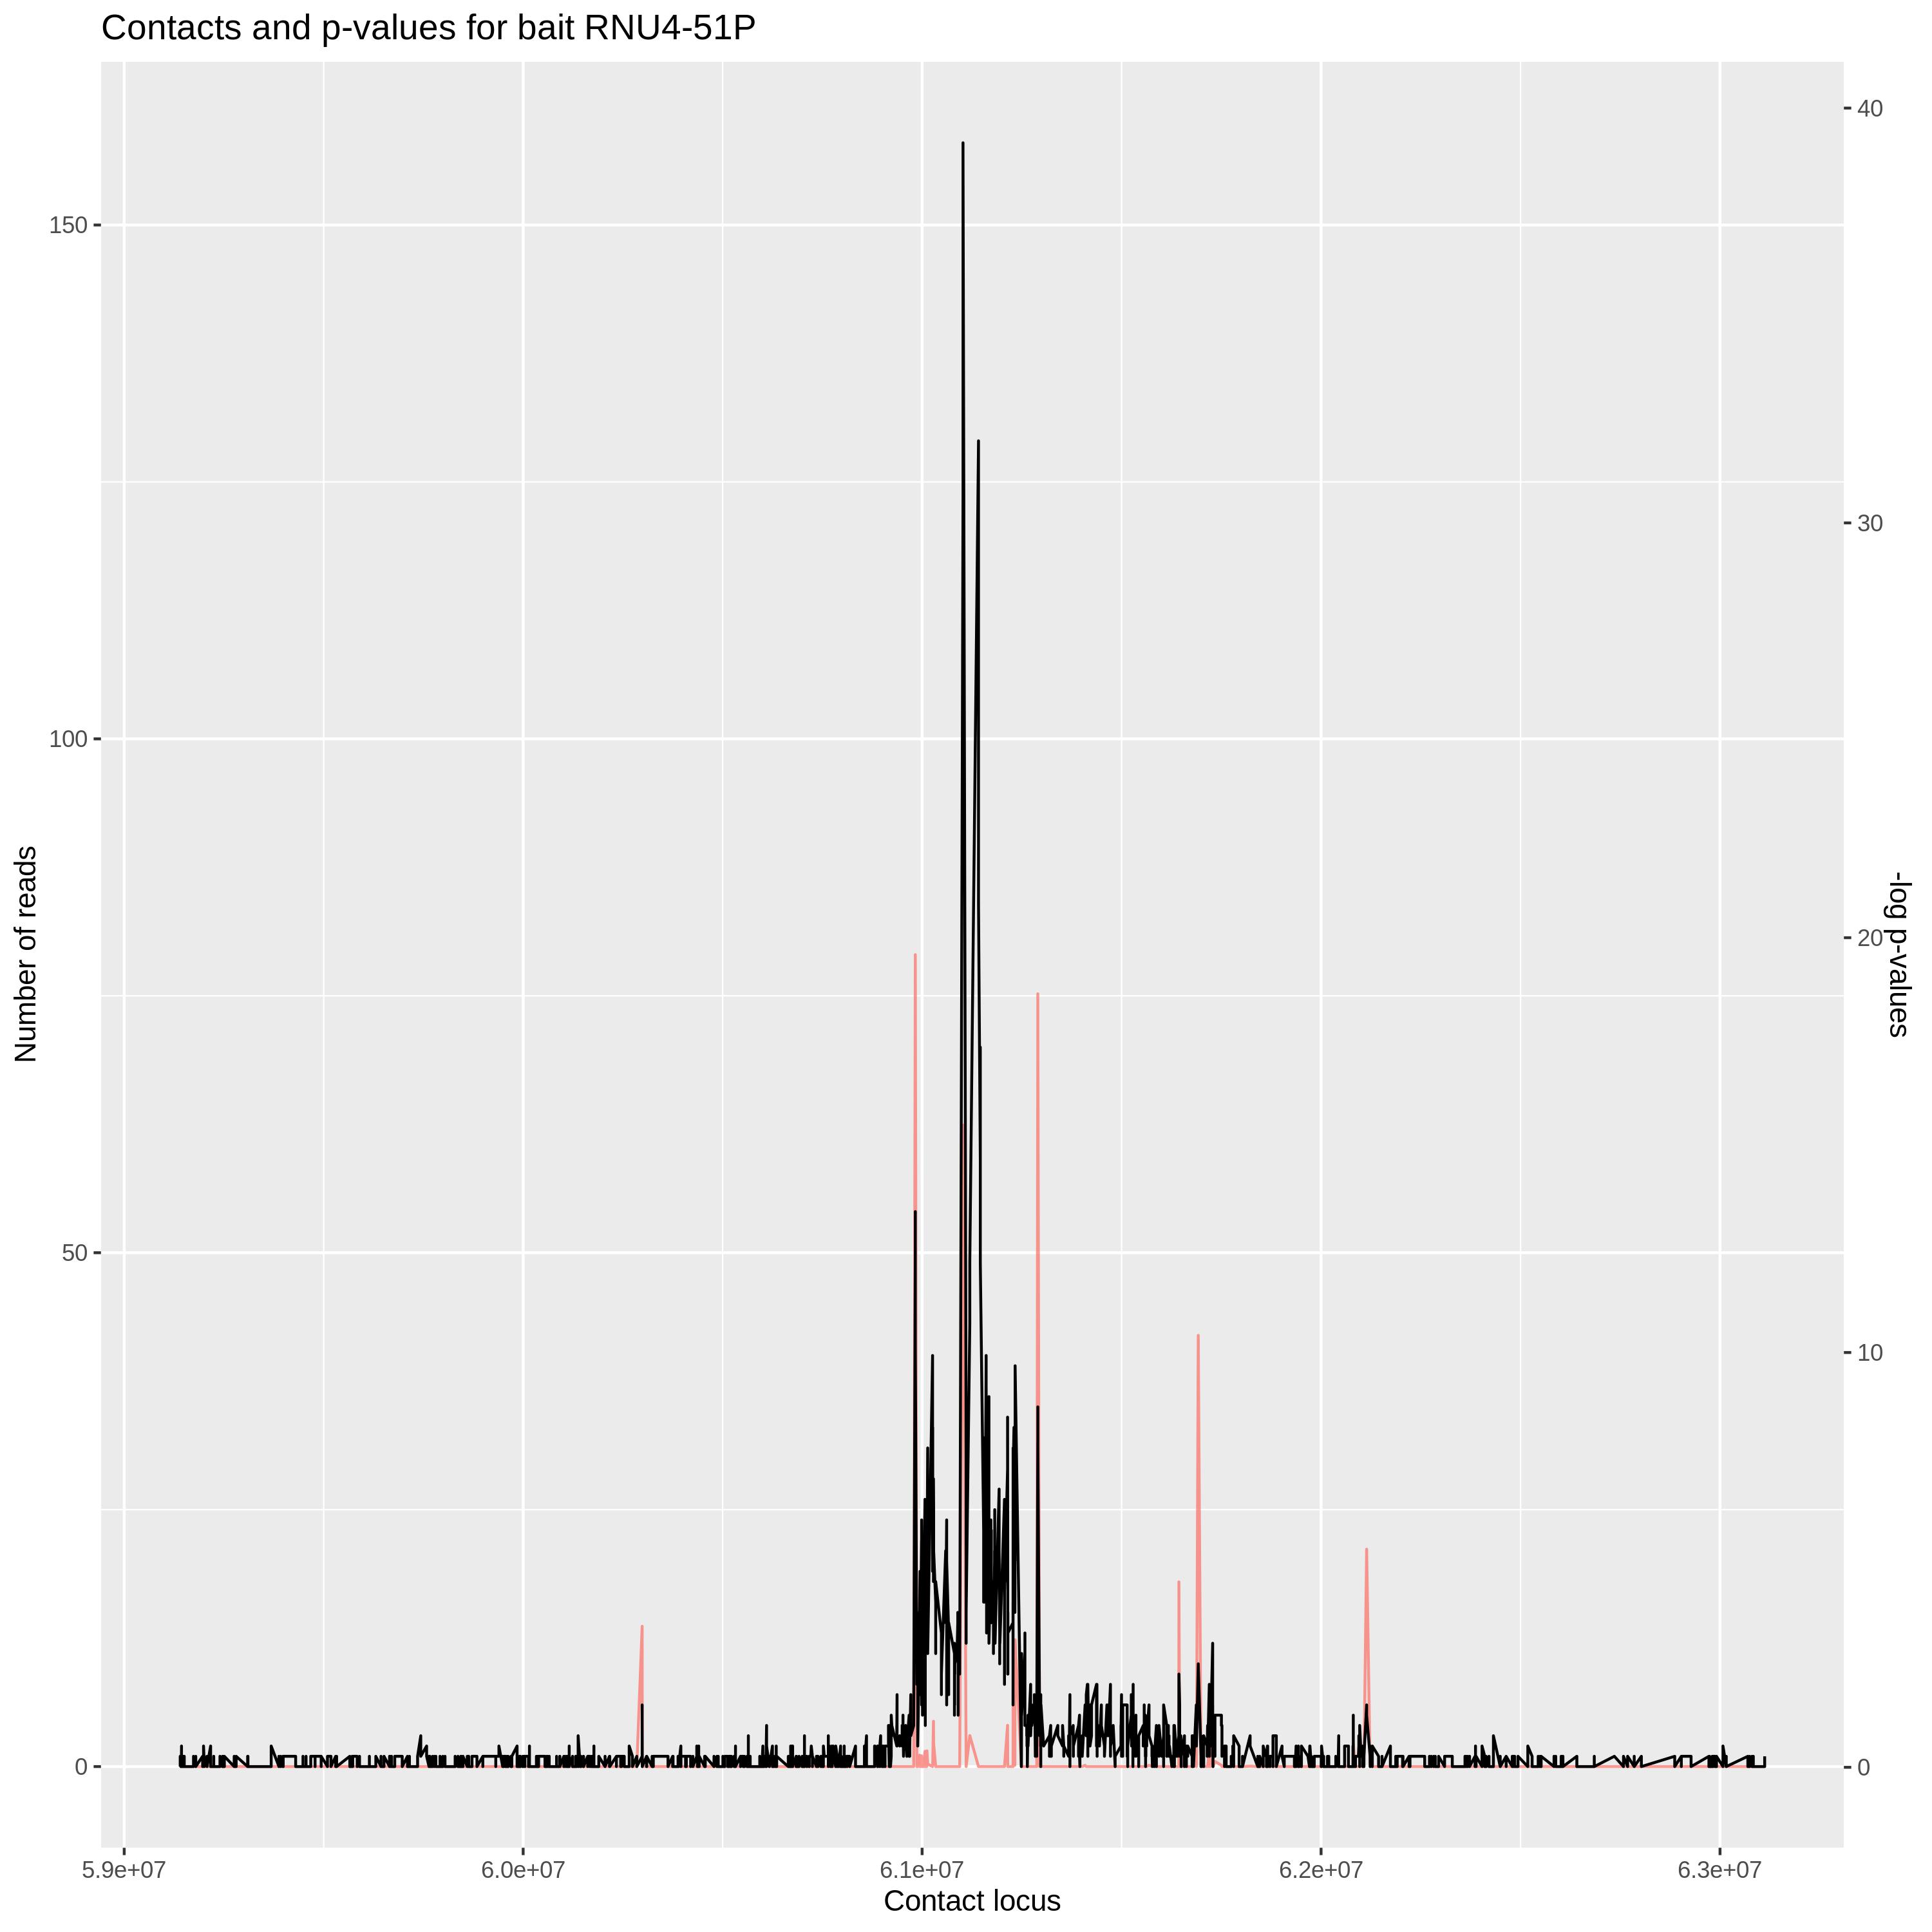 Contacts and p-values for bait RNU4-51P
40
150
30
100
Number of reads
-log p-values
20
50
10
0
0
5.9e+07
6.0e+07
6.1e+07
6.2e+07
6.3e+07
Contact locus